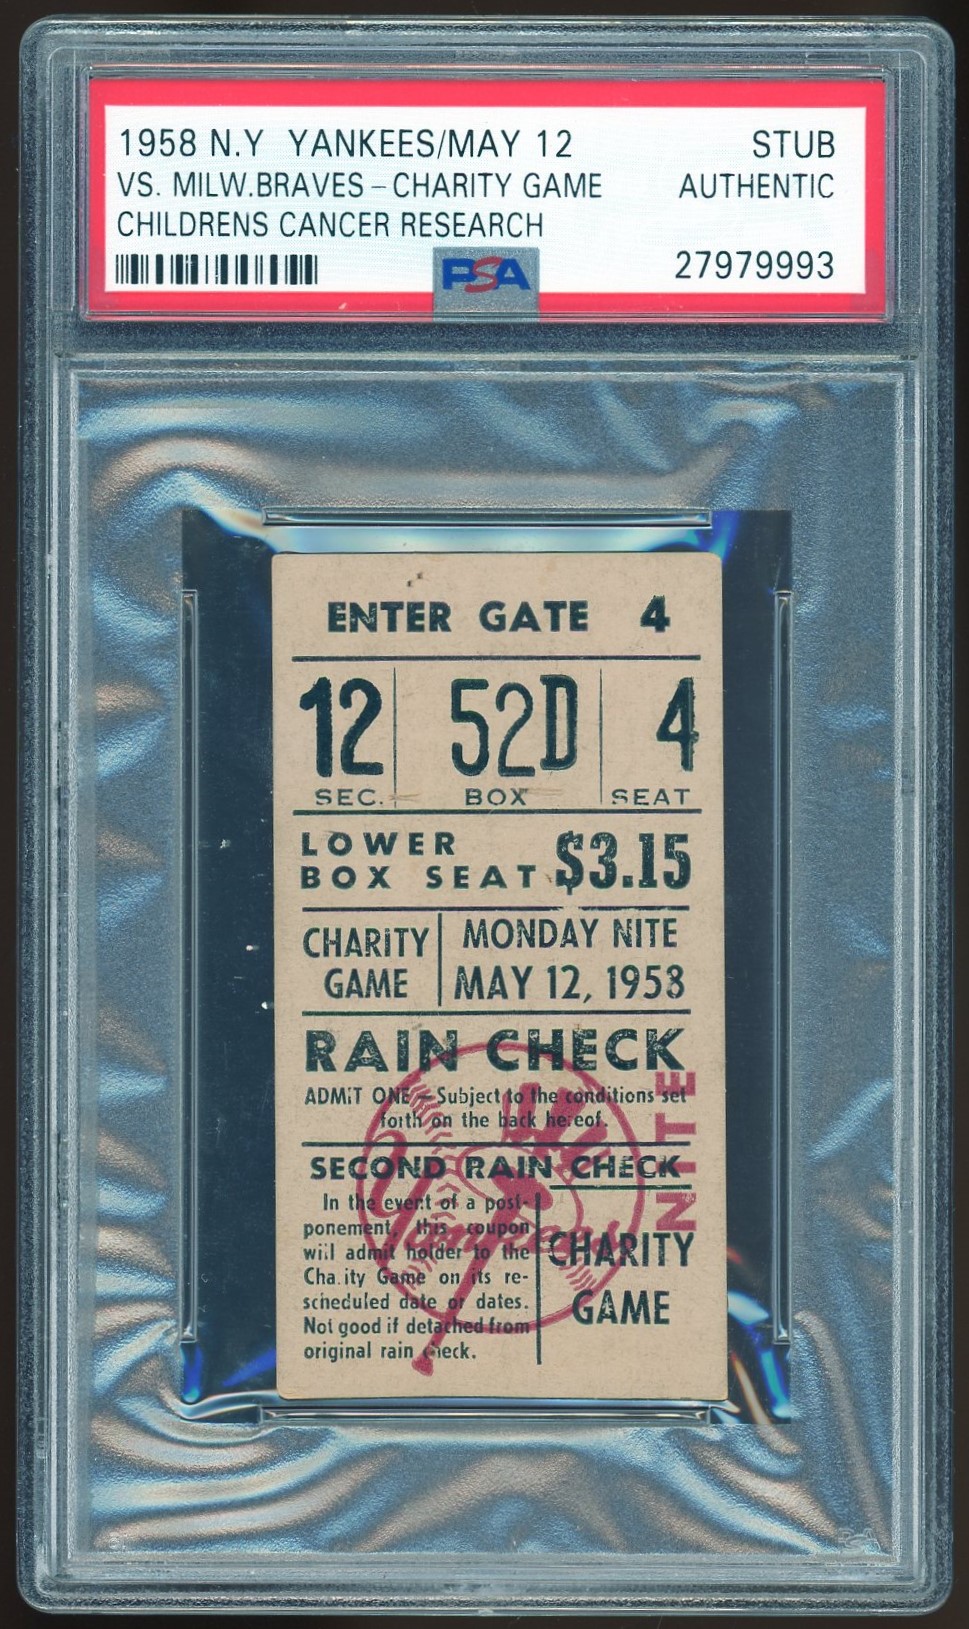 1958 N.Y YANKEES/MAY 12 STUB
VS. MILW.BRAVES-CHARITY GAME AUTHENTIC
CHILDRENS CANCER RESEARCH
PSA 27979993
ENTER GATE 4
12 52D 4
SEC. BOX SEAT
LOWER
BOX SEAT $3.15
CHARITY GAME
MONDAY NITE
MAY 12, 1958
RAIN CHECK
ADMIT ONE—Subject to the conditions set
forth on the back hereof.
NITE
Yankees
SECOND RAIN CHECK
In the event of a post-
ponement, this coupon
will admit holder to the
Charity Game on its re-
scheduled date or dates.
Not good if detached from
original rain check.
CHARITY
GAME